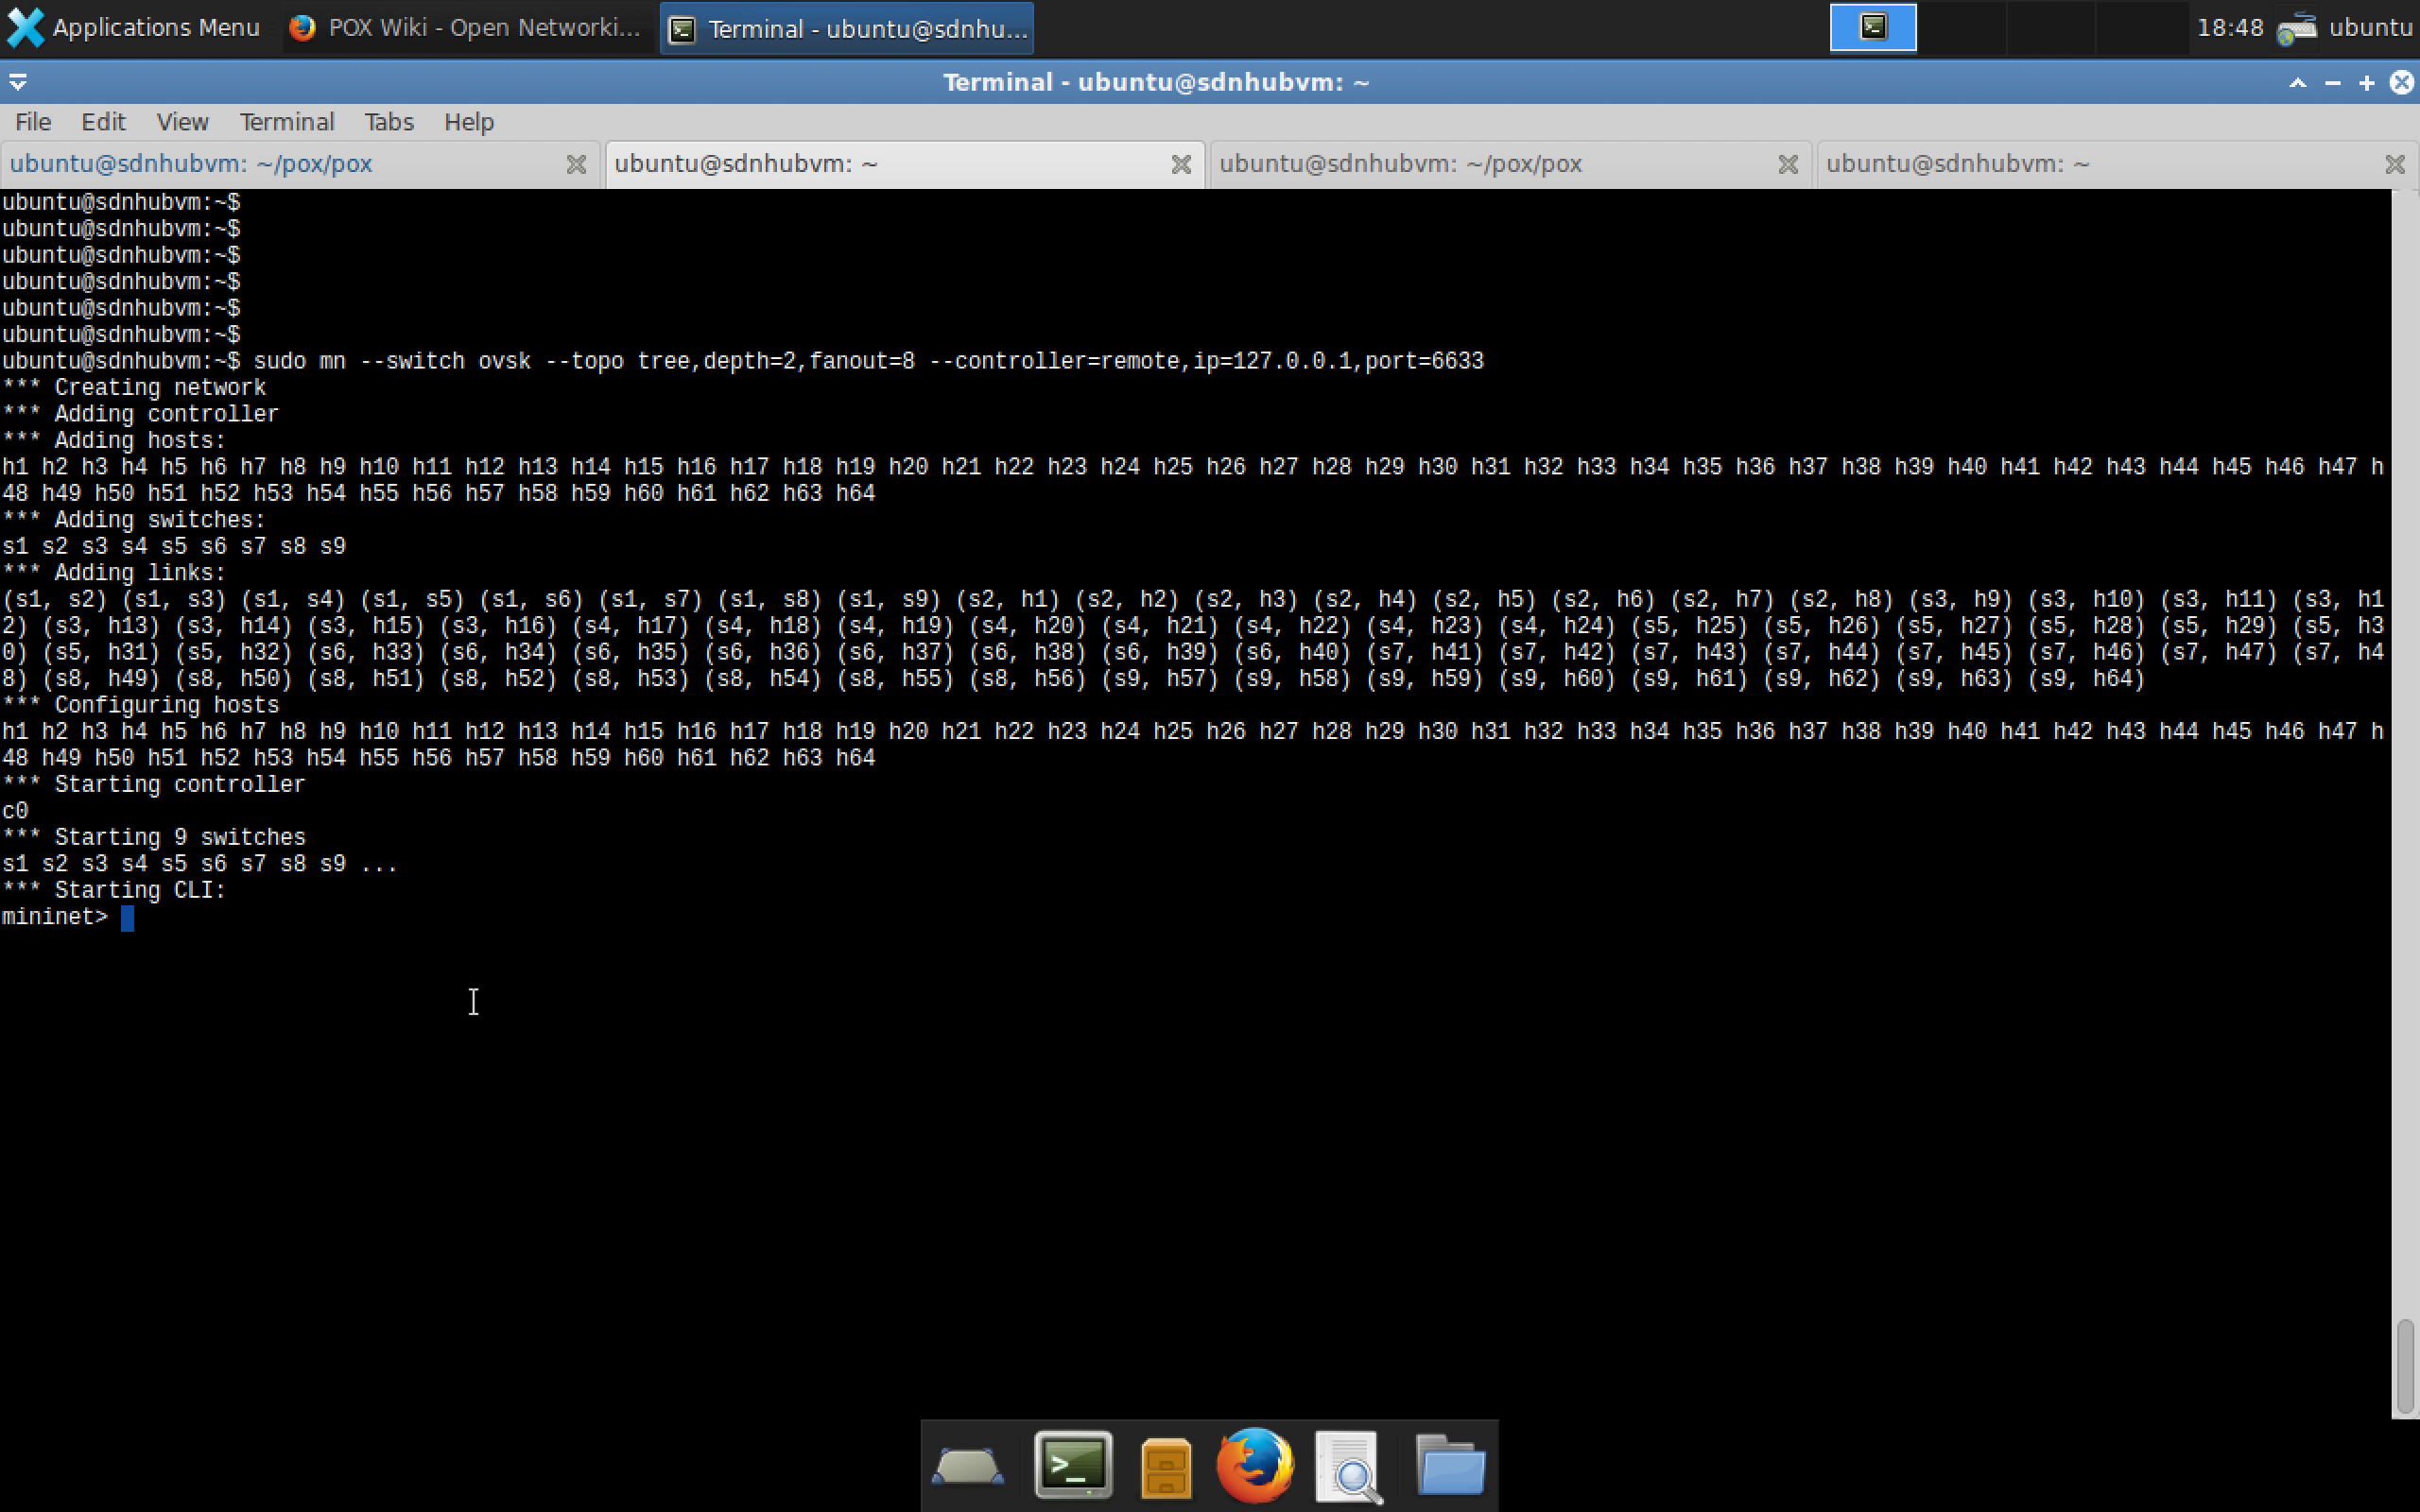 Applications Menu POX Wiki - Open Networki... Terminal - ubuntu@sdnhu... 18:48 ubuntu
Terminal - ubuntu@sdnhubvm: ~
File Edit View Terminal Tabs Help
ubuntu@sdnhubvm: ~/pox/pox ubuntu@sdnhubvm: ~ ubuntu@sdnhubvm: ~/pox/pox ubuntu@sdnhubvm: ~
ubuntu@sdnhubvm:~$
ubuntu@sdnhubvm:~$
ubuntu@sdnhubvm:~$
ubuntu@sdnhubvm:~$
ubuntu@sdnhubvm:~$
ubuntu@sdnhubvm:~$
ubuntu@sdnhubvm:~$ sudo mn --switch ovsk --topo tree,depth=2,fanout=8 --controller=remote,ip=127.0.0.1,port=6633
*** Creating network
*** Adding controller
*** Adding hosts:
h1 h2 h3 h4 h5 h6 h7 h8 h9 h10 h11 h12 h13 h14 h15 h16 h17 h18 h19 h20 h21 h22 h23 h24 h25 h26 h27 h28 h29 h30 h31 h32 h33 h34 h35 h36 h37 h38 h39 h40 h41 h42 h43 h44 h45 h46 h47 h
48 h49 h50 h51 h52 h53 h54 h55 h56 h57 h58 h59 h60 h61 h62 h63 h64
*** Adding switches:
s1 s2 s3 s4 s5 s6 s7 s8 s9
*** Adding links:
(s1, s2) (s1, s3) (s1, s4) (s1, s5) (s1, s6) (s1, s7) (s1, s8) (s1, s9) (s2, h1) (s2, h2) (s2, h3) (s2, h4) (s2, h5) (s2, h6) (s2, h7) (s2, h8) (s3, h9) (s3, h10) (s3, h11) (s3, h1
2) (s3, h13) (s3, h14) (s3, h15) (s3, h16) (s4, h17) (s4, h18) (s4, h19) (s4, h20) (s4, h21) (s4, h22) (s4, h23) (s4, h24) (s5, h25) (s5, h26) (s5, h27) (s5, h28) (s5, h29) (s5, h3
0) (s5, h31) (s5, h32) (s6, h33) (s6, h34) (s6, h35) (s6, h36) (s6, h37) (s6, h38) (s6, h39) (s6, h40) (s7, h41) (s7, h42) (s7, h43) (s7, h44) (s7, h45) (s7, h46) (s7, h47) (s7, h4
8) (s8, h49) (s8, h50) (s8, h51) (s8, h52) (s8, h53) (s8, h54) (s8, h55) (s8, h56) (s9, h57) (s9, h58) (s9, h59) (s9, h60) (s9, h61) (s9, h62) (s9, h63) (s9, h64)
*** Configuring hosts
h1 h2 h3 h4 h5 h6 h7 h8 h9 h10 h11 h12 h13 h14 h15 h16 h17 h18 h19 h20 h21 h22 h23 h24 h25 h26 h27 h28 h29 h30 h31 h32 h33 h34 h35 h36 h37 h38 h39 h40 h41 h42 h43 h44 h45 h46 h47 h
48 h49 h50 h51 h52 h53 h54 h55 h56 h57 h58 h59 h60 h61 h62 h63 h64
*** Starting controller
c0
*** Starting 9 switches
s1 s2 s3 s4 s5 s6 s7 s8 s9 ...
*** Starting CLI:
mininet>